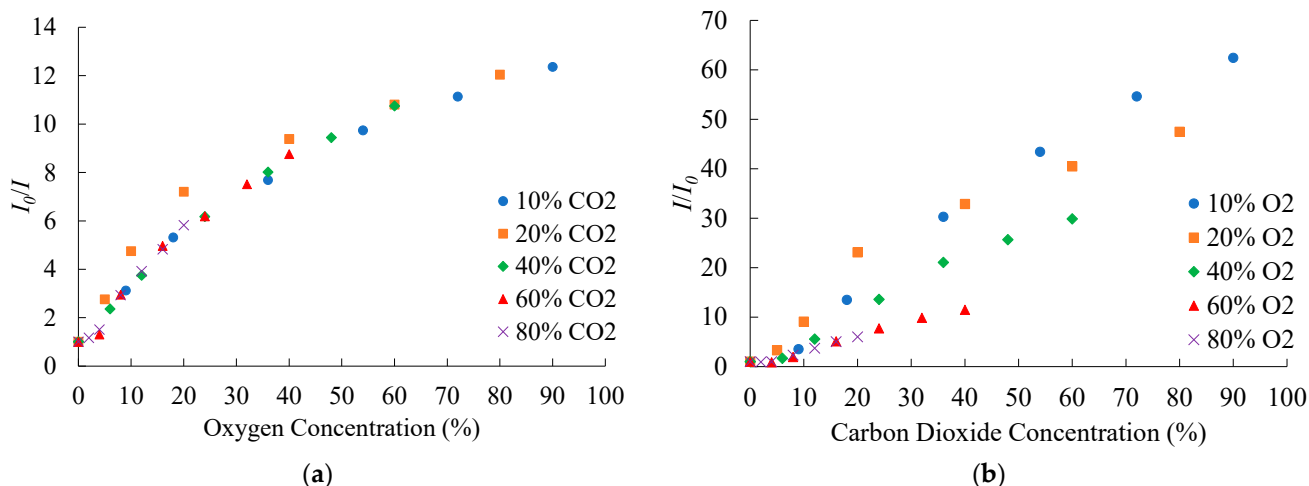 14
12
10
8
6
4
2
0
I0/I
0 10 20 30 40 50 60 70 80 90 100
Oxygen Concentration (%)
10% CO2
20% CO2
40% CO2
60% CO2
80% CO2
(a)
70
60
50
40
30
20
10
0
I/I0
0 10 20 30 40 50 60 70 80 90 100
Carbon Dioxide Concentration (%)
10% O2
20% O2
40% O2
60% O2
80% O2
(b)